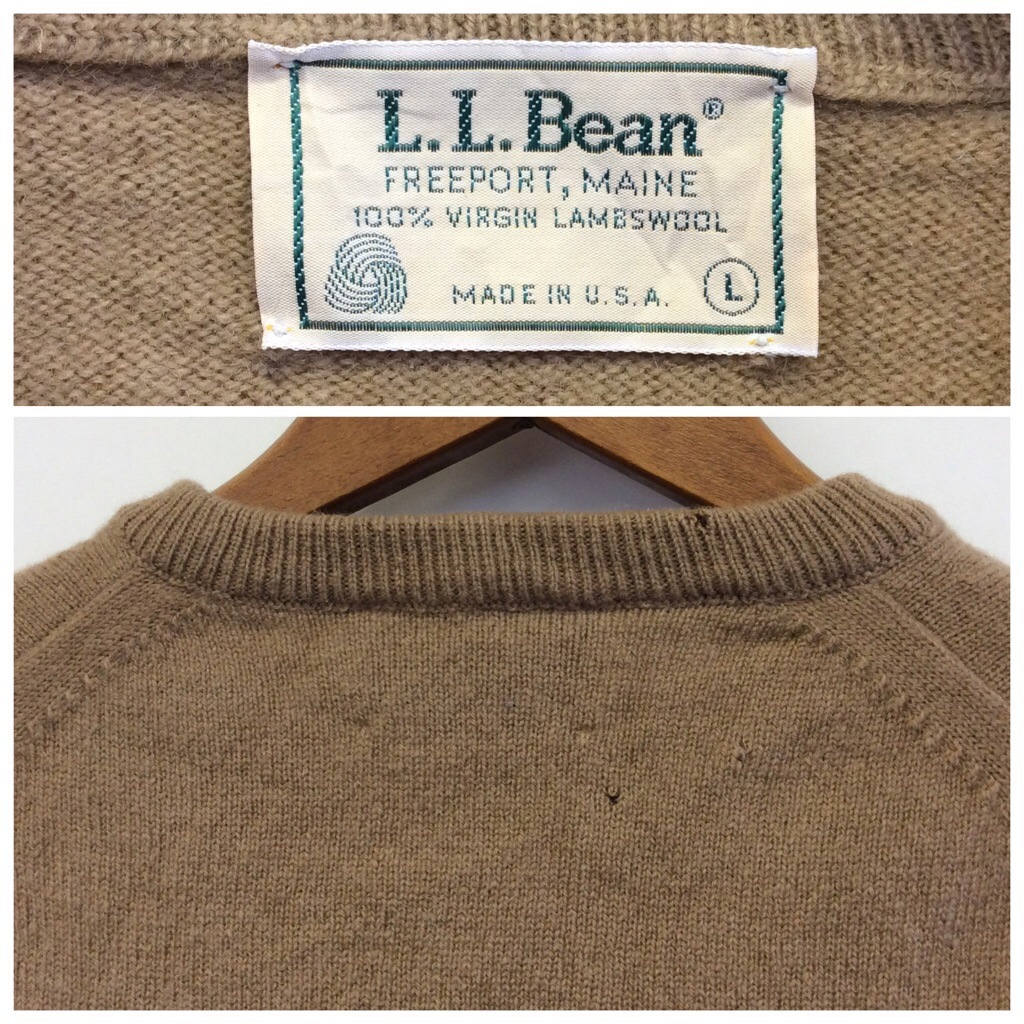 L.L.Bean®
FREEPORT, MAINE
100% VIRGIN LAMBSWOOL
MADE IN U.S.A.
L